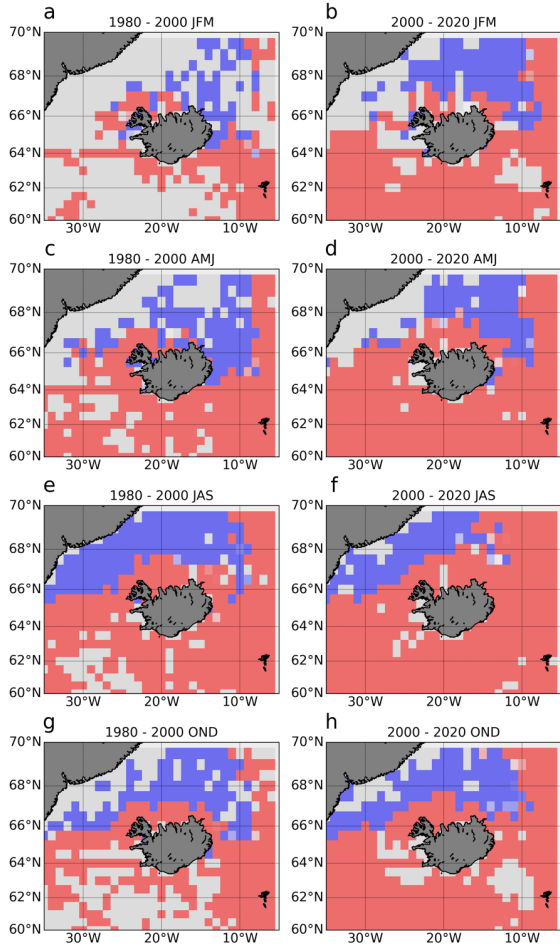 a
1980 - 2000 JFM
b
2000 - 2020 JFM
70°N
68°N
66°N
64°N
62°N
60°N
30°W 20°W 10°W
70°N
68°N
66°N
64°N
62°N
60°N
30°W 20°W 10°W
c
1980 - 2000 AMJ
d
2000 - 2020 AMJ
70°N
68°N
66°N
64°N
62°N
60°N
30°W 20°W 10°W
70°N
68°N
66°N
64°N
62°N
60°N
30°W 20°W 10°W
e
1980 - 2000 JAS
f
2000 - 2020 JAS
70°N
68°N
66°N
64°N
62°N
60°N
30°W 20°W 10°W
70°N
68°N
66°N
64°N
62°N
60°N
30°W 20°W 10°W
g
1980 - 2000 OND
h
2000 - 2020 OND
70°N
68°N
66°N
64°N
62°N
60°N
30°W 20°W 10°W
70°N
68°N
66°N
64°N
62°N
60°N
30°W 20°W 10°W